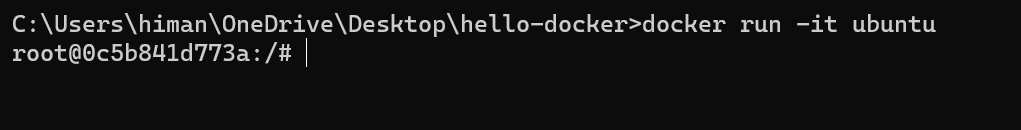 C:\Users\himan\OneDrive\Desktop\hello-docker>docker run -it ubuntu
root@0c5b841d773a:/#